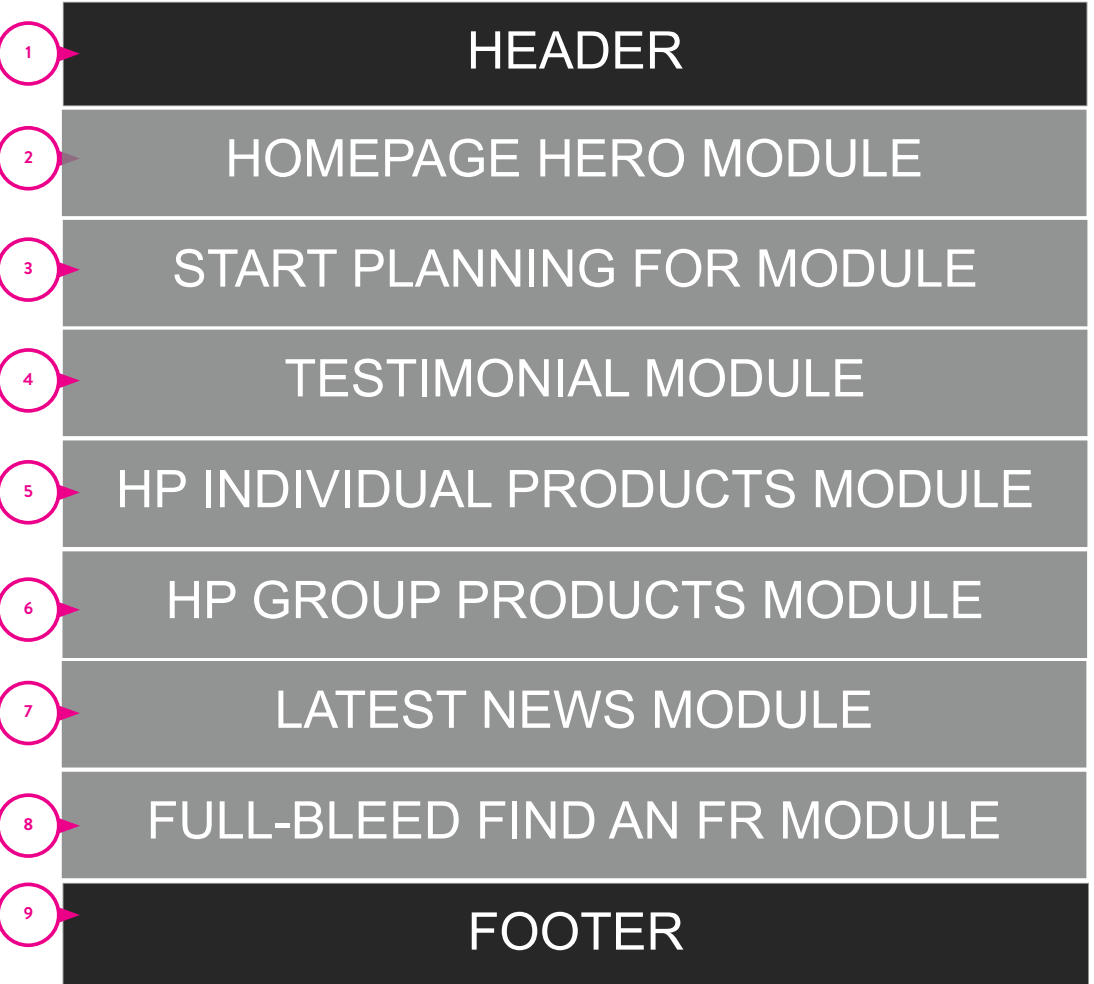 1
HEADER
2
HOMEPAGE HERO MODULE
3
START PLANNING FOR MODULE
4
TESTIMONIAL MODULE
5
HP INDIVIDUAL PRODUCTS MODULE
6
HP GROUP PRODUCTS MODULE
7
LATEST NEWS MODULE
8
FULL-BLEED FIND AN FR MODULE
9
FOOTER